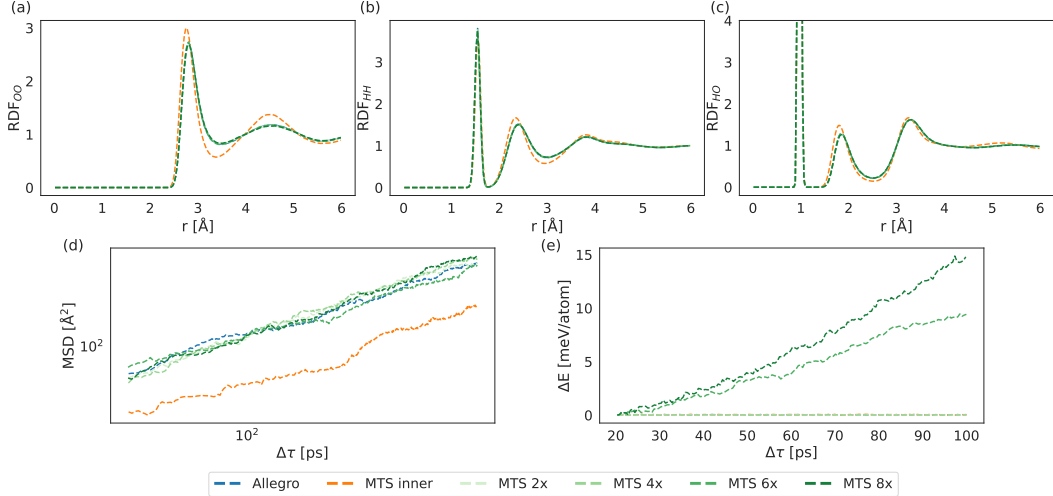 (a)
3
2
1
0
RDF_OO
0 1 2 3 4 5 6
r [Å]
(b)
4
3
2
1
0
RDF_HH
0 1 2 3 4 5 6
r [Å]
(c)
4
3
2
1
0
RDF_HO
0 1 2 3 4 5 6
r [Å]
(d)
MSD [Å²]
10²
10²
Δτ [ps]
(e)
15
10
5
0
ΔE [meV/atom]
20 30 40 50 60 70 80 90 100
Δτ [ps]
Allegro MTS inner MTS 2x MTS 4x MTS 6x MTS 8x